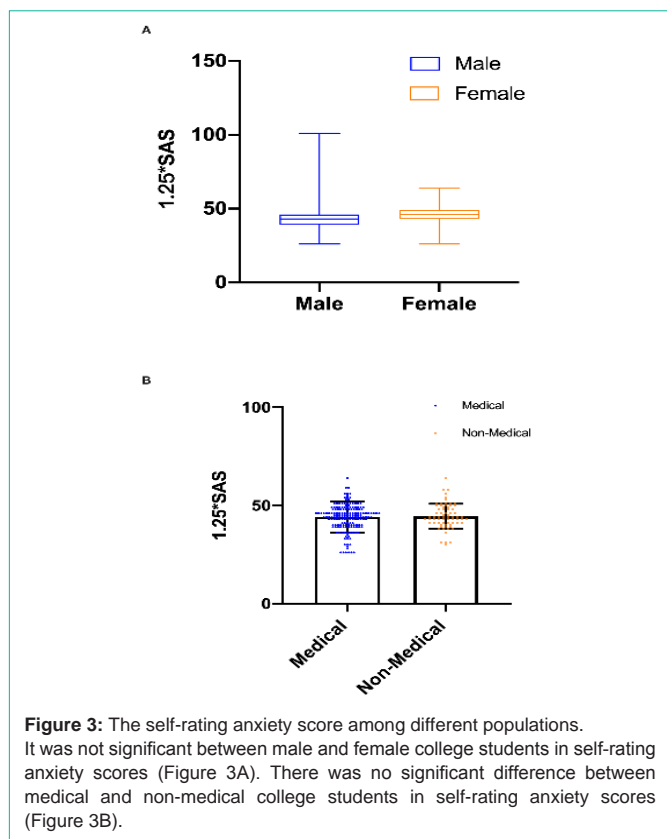 A
150
100
50
0
1.25*SAS
Male
Female
Male
Female
B
100
50
0
1.25*SAS
Medical
Non-Medical
Medical
Non-Medical
Figure 3: The self-rating anxiety score among different populations.
It was not significant between male and female college students in self-rating
anxiety scores (Figure 3A). There was no significant difference between
medical and non-medical college students in self-rating anxiety scores
(Figure 3B).